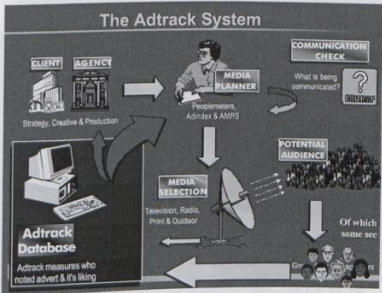 The Adtrack System
CLIENT
AGENCY
Strategy, Creative & Production
MEDIA
PLANNER
Peoplemeters,
Adindex & AMPS
COMMUNICATION
CHECK
What is being
communicated?
?
POTENTIAL
AUDIENCE
MEDIA
SELECTION
Television, Radio,
Print & Outdoor
Of which
some see
Adtrack
Database
Adtrack measures who
noted advert & it's liking